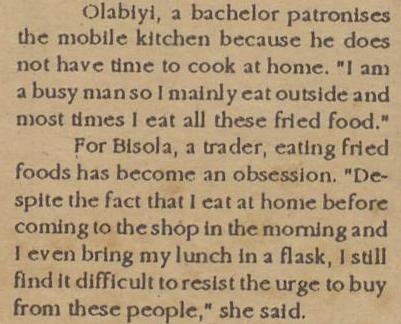 Olabiyi, a bachelor patronises
the mobile kitchen because he does
not have time to cook at home. "I am
a busy man so I mainly eat outside and
most times I eat all these fried food."
For Bisola, a trader, eating fried
foods has become an obsession. "De-
spite the fact that I eat at home before
coming to the shop in the morning and
I even bring my lunch in a flask, I still
find it difficult to resist the urge to buy
from these people," she said.